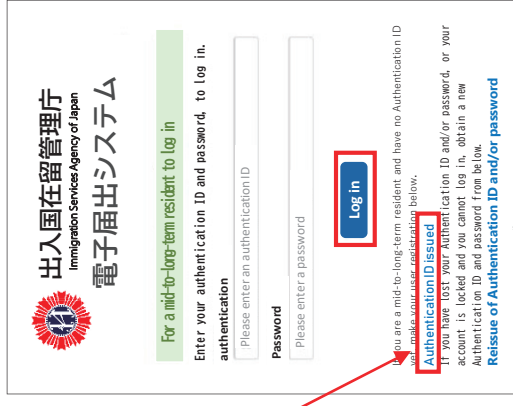 出入国在留管理庁
Immigration Services Agency of Japan
電子届出システム
For a mid-to-long-term resident to log in
Enter your authentication ID and password, to log in.
authentication
Please enter an authentication ID
Password
Please enter a password
Log in
If you are a mid-to-long-term resident and have no Authentication ID
yet, make your user registration below.
Authentication ID issued
If you have lost your Authentication ID and/or password, or your
account is locked and you cannot log in, obtain a new
Authentication ID and password from below.
Reissue of Authentication ID and/or password